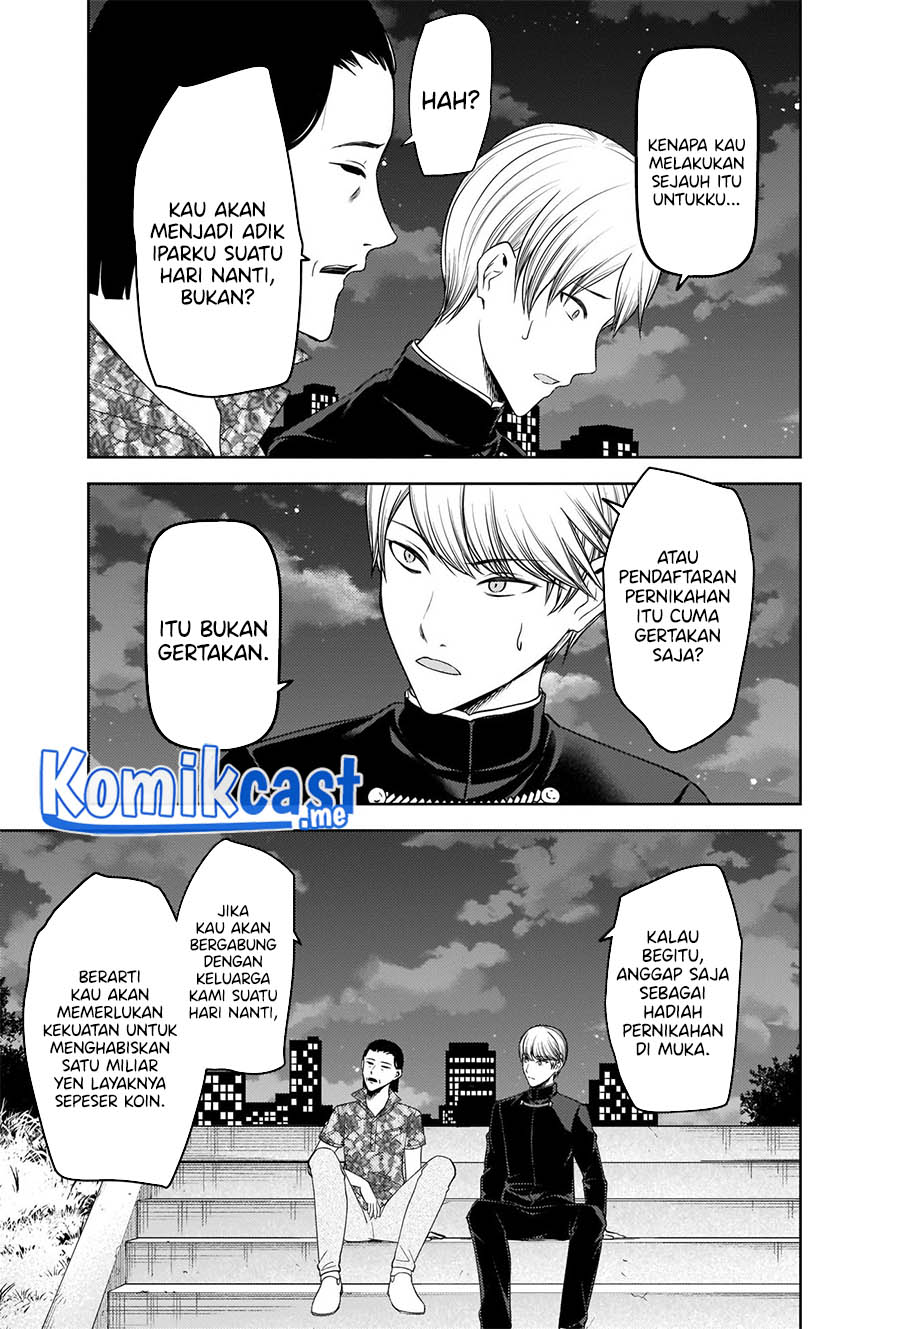 KENAPA KAU
MELAKUKAN
SEJAUH ITU
UNTUKKU...
HAH?
KAU AKAN
MENJADI ADIK
IPARKU SUATU
HARI NANTI,
BUKAN?
ATAU
PENDAFTARAN
PERNIKAHAN
ITU CUMA
GERTAKAN
SAJA?
ITU BUKAN
GERTAKAN.
Komikcast
.me
KALAU
BEGITU,
ANGGAP SAJA
SEBAGAI
HADIAH
PERNIKAHAN
DI MUKA.
JIKA
KAU AKAN
BERGABUNG
DENGAN
KELUARGA
KAMI SUATU
HARI NANTI,
BERARTI
KAU AKAN
MEMERLUKAN
KEKUATAN UNTUK
MENGHABISKAN
SATU MILIAR
YEN LAYAKNYA
SEPESER KOIN.